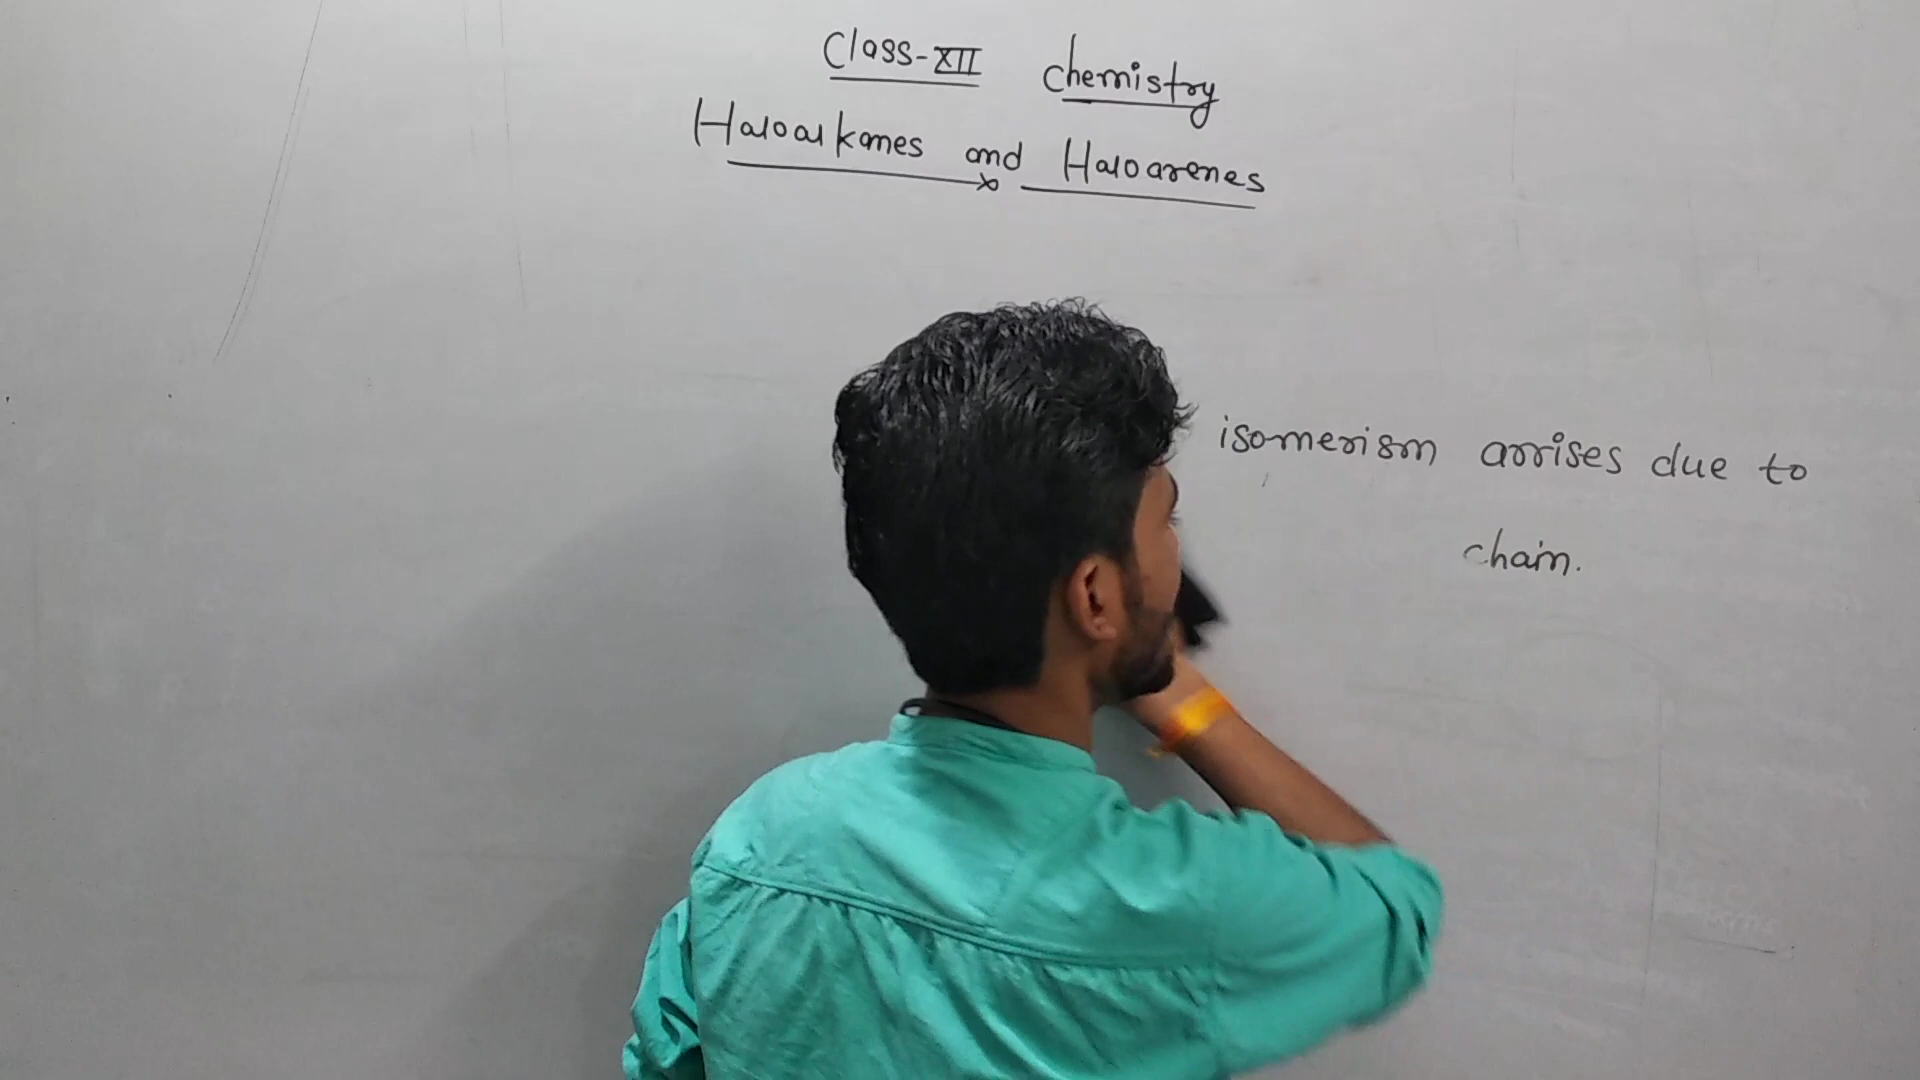 Class-XII Chemistry
Haloalkanes and Haloarenes
isomerism arrises due to
chain.